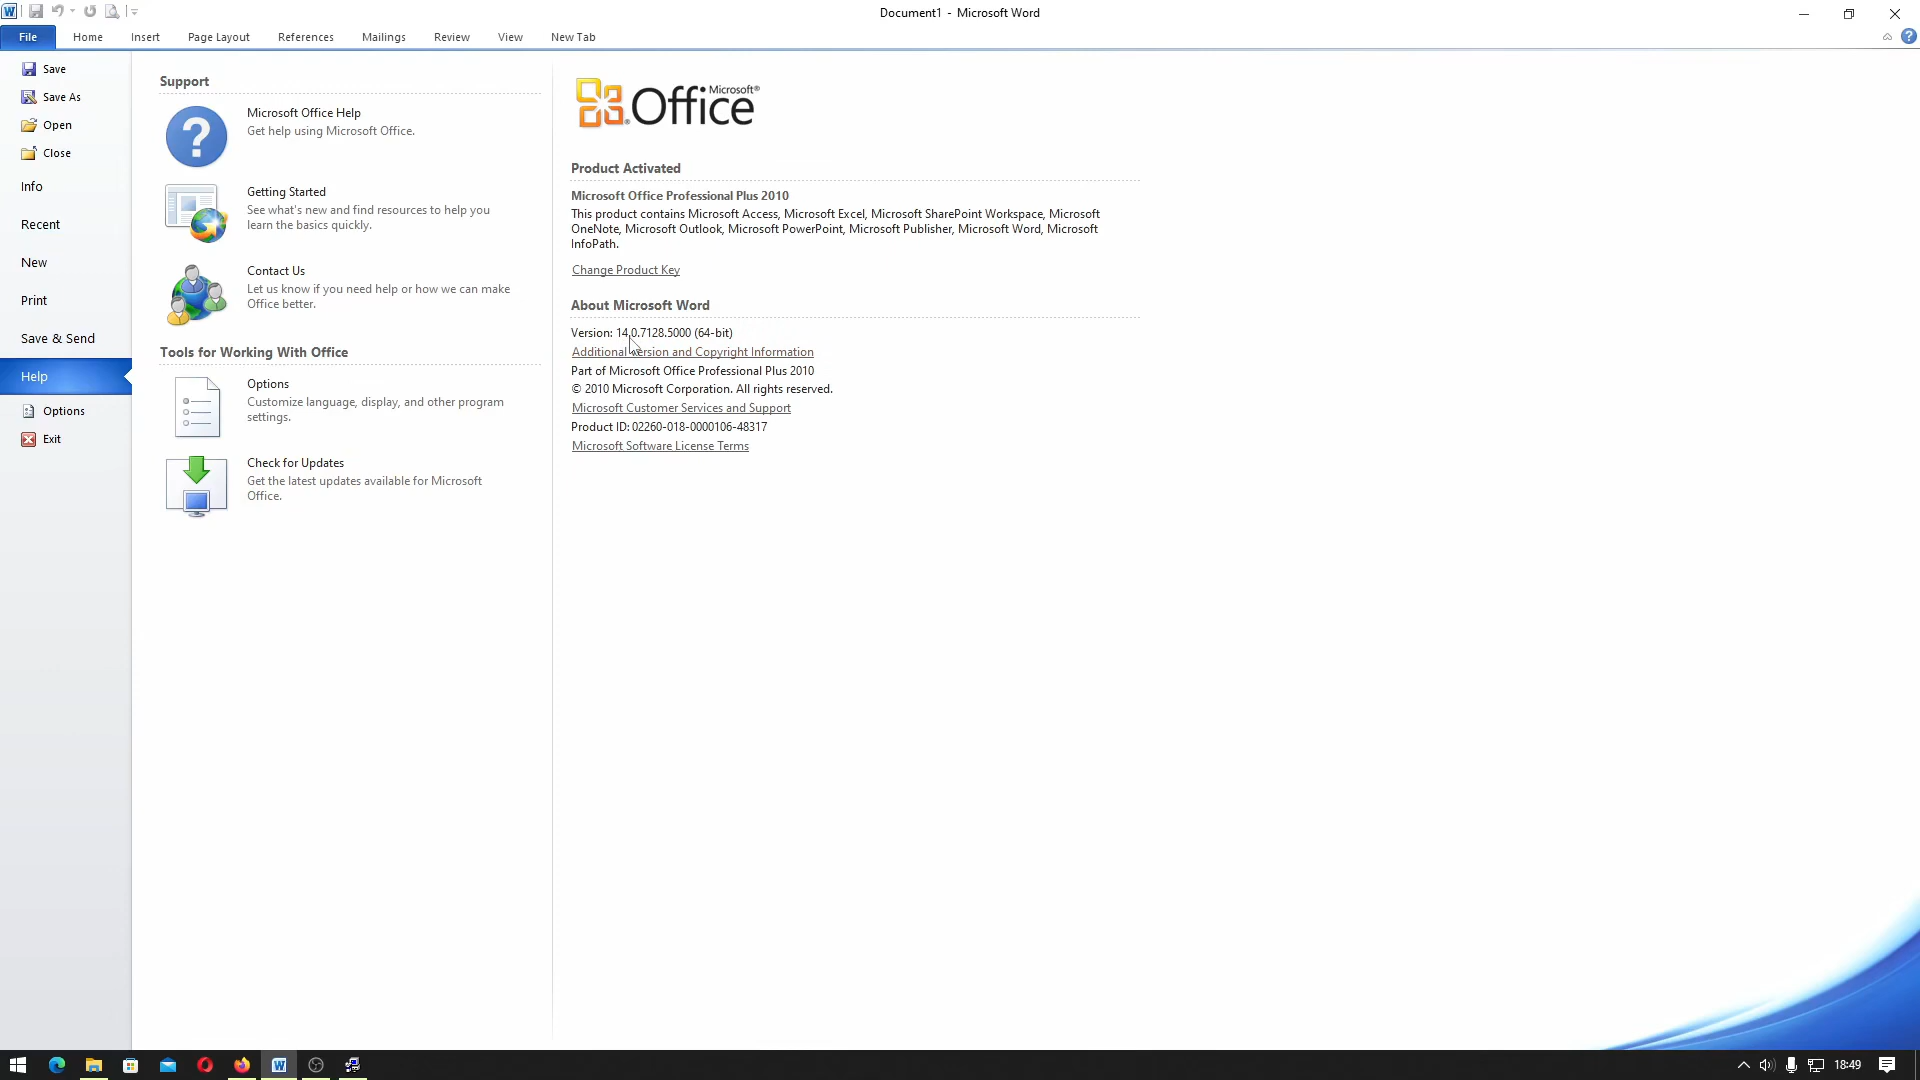 Document1 - Microsoft Word
File Home Insert Page Layout References Mailings Review View New Tab
Save
Save As
Open
Close
Info
Recent
New
Print
Save & Send
Help
Options
Exit
Support
Microsoft Office Help
Get help using Microsoft Office.
Getting Started
See what's new and find resources to help you
learn the basics quickly.
Contact Us
Let us know if you need help or how we can make
Office better.
Tools for Working With Office
Options
Customize language, display, and other program
settings.
Check for Updates
Get the latest updates available for Microsoft
Office.
Microsoft®
Office
Product Activated
Microsoft Office Professional Plus 2010
This product contains Microsoft Access, Microsoft Excel, Microsoft SharePoint Workspace, Microsoft
OneNote, Microsoft Outlook, Microsoft PowerPoint, Microsoft Publisher, Microsoft Word, Microsoft
InfoPath.
Change Product Key
About Microsoft Word
Version: 14.0.7128.5000 (64-bit)
Additional Version and Copyright Information
Part of Microsoft Office Professional Plus 2010
© 2010 Microsoft Corporation. All rights reserved.
Microsoft Customer Services and Support
Product ID: 02260-018-0000106-48317
Microsoft Software License Terms
18:49